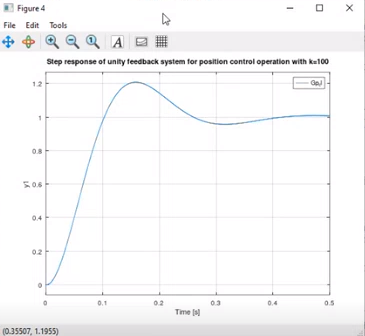 Figure 4
File Edit Tools
A
Step response of unity feedback system for position control operation with k=100
1.2
1
0.8
0.6
0.4
0.2
0
y1
0 0.1 0.2 0.3 0.4 0.5
Time [s]
(0.35507, 1.1955)